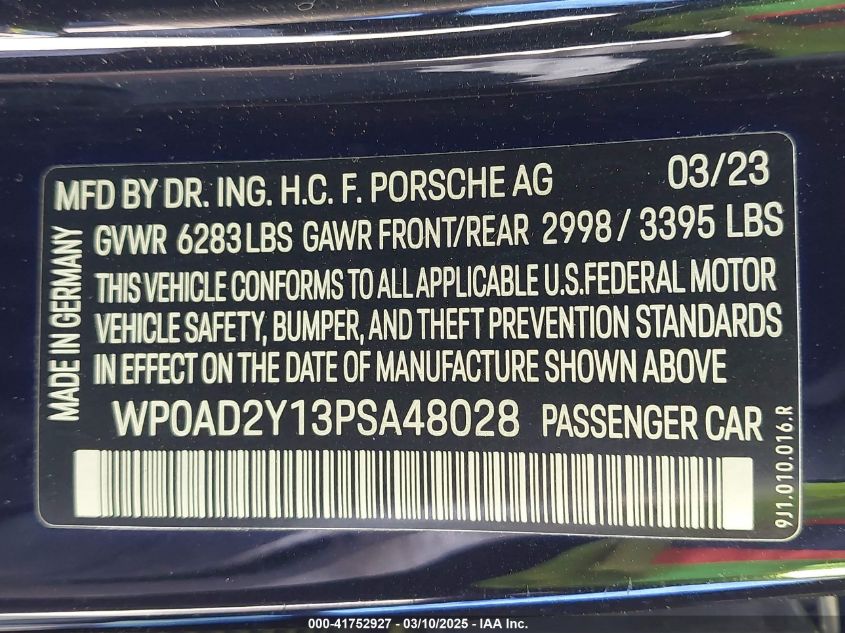 MFD BY DR. ING. H.C. F. PORSCHE AG 03/23
GVWR 6283 LBS GAWR FRONT/REAR 2998 / 3395 LBS
THIS VEHICLE CONFORMS TO ALL APPLICABLE U.S.FEDERAL MOTOR
VEHICLE SAFETY, BUMPER, AND THEFT PREVENTION STANDARDS
IN EFFECT ON THE DATE OF MANUFACTURE SHOWN ABOVE
WP0AD2Y13PSA48028 PASSENGER CAR
MADE IN GERMANY
9J1.010.016.R
000-41752927 - 03/10/2025 - IAA Inc.